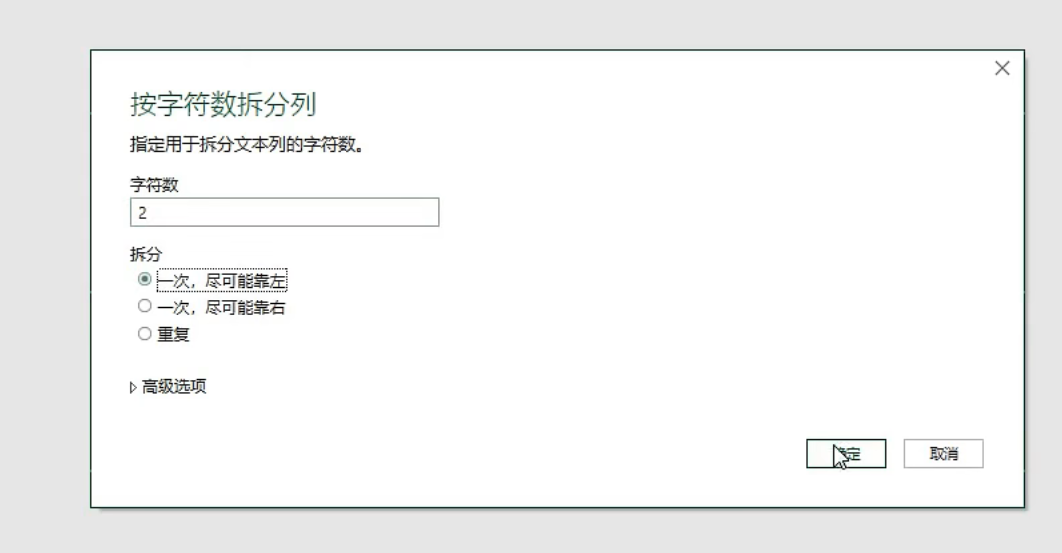 按字符数拆分列
指定用于拆分文本列的字符数。
字符数
2
拆分
一次，尽可能靠左
一次，尽可能靠右
重复
高级选项
定 取消